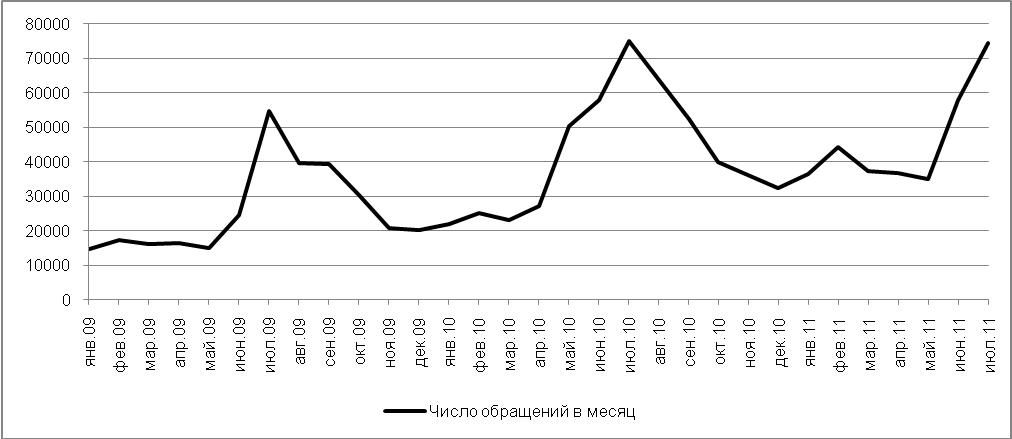 80000
70000
60000
50000
40000
30000
20000
10000
0
янв.09
фев.09
мар.09
апр.09
май.09
июн.09
июл.09
авг.09
сен.09
окт.09
ноя.09
дек.09
янв.10
фев.10
мар.10
апр.10
май.10
июн.10
июл.10
авг.10
сен.10
окт.10
ноя.10
дек.10
янв.11
фев.11
мар.11
апр.11
май.11
июн.11
июл.11
Число обращений в месяц